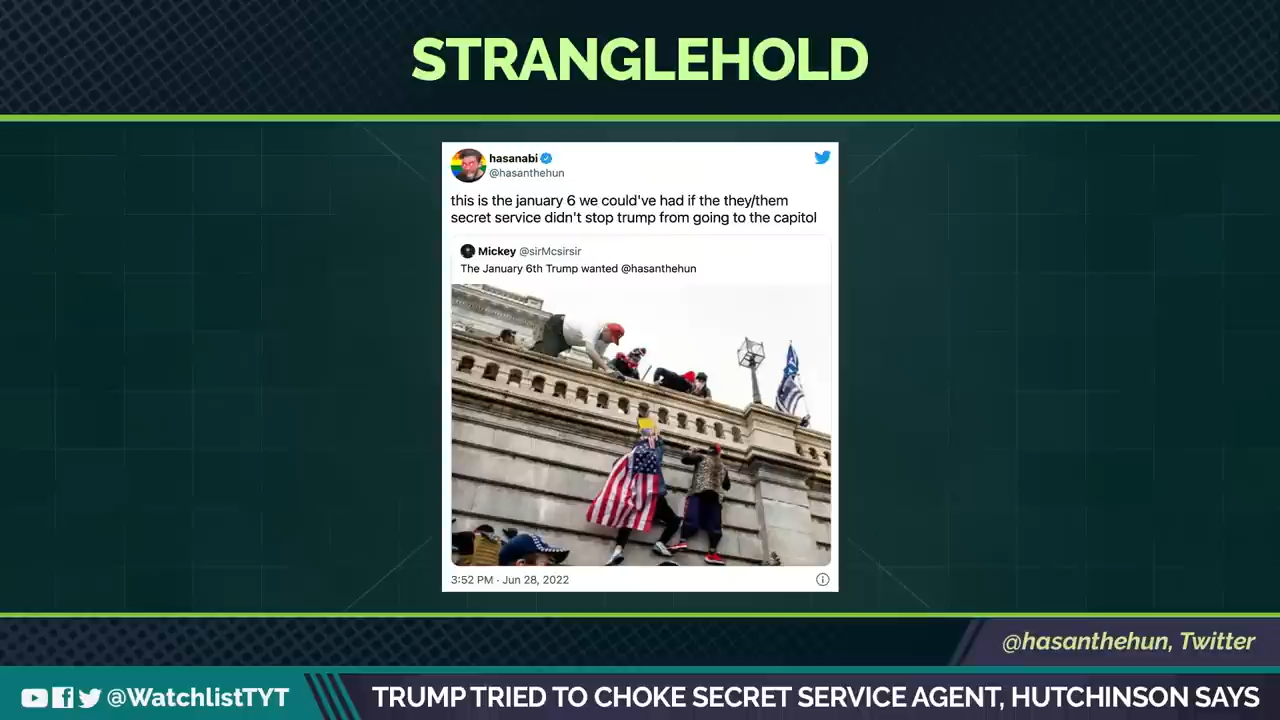 STRANGLEHOLD
hasanabi
@hasanthehun
this is the january 6 we could've had if the they/them
secret service didn't stop trump from going to the capitol
Mickey @sirMcsirsir
The January 6th Trump wanted @hasanthehun
3:52 PM · Jun 28, 2022
@hasanthehun, Twitter
@WatchlistTYT
TRUMP TRIED TO CHOKE SECRET SERVICE AGENT, HUTCHINSON SAYS